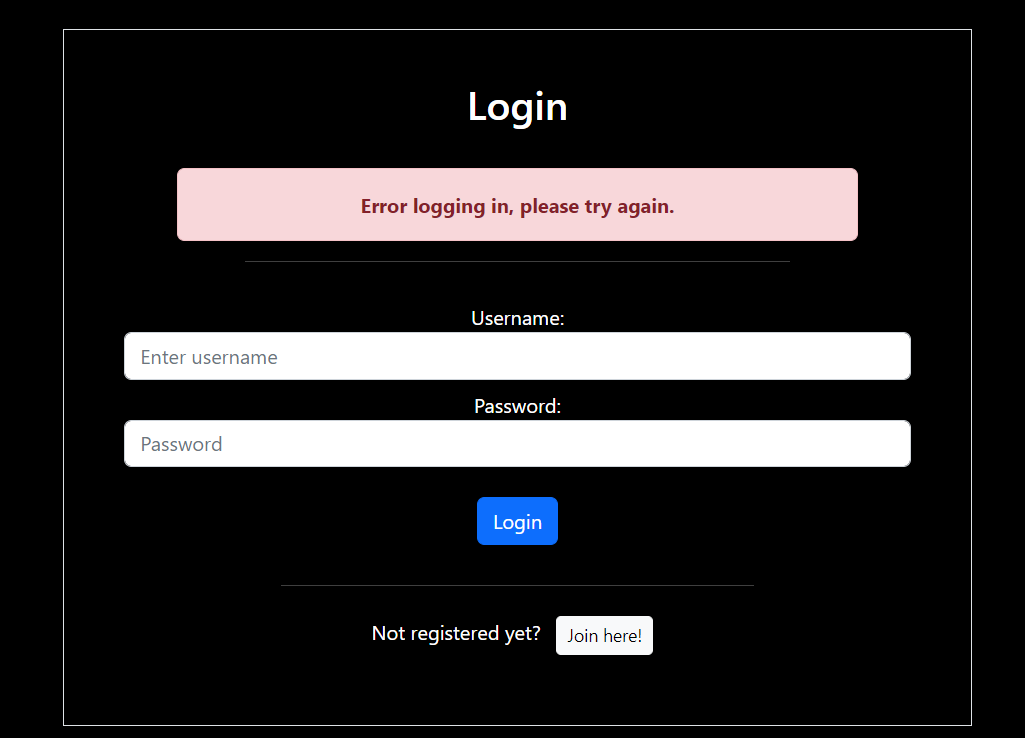 Login
Error logging in, please try again.
Username:
Enter username
Password:
Password
Login
Not registered yet? Join here!